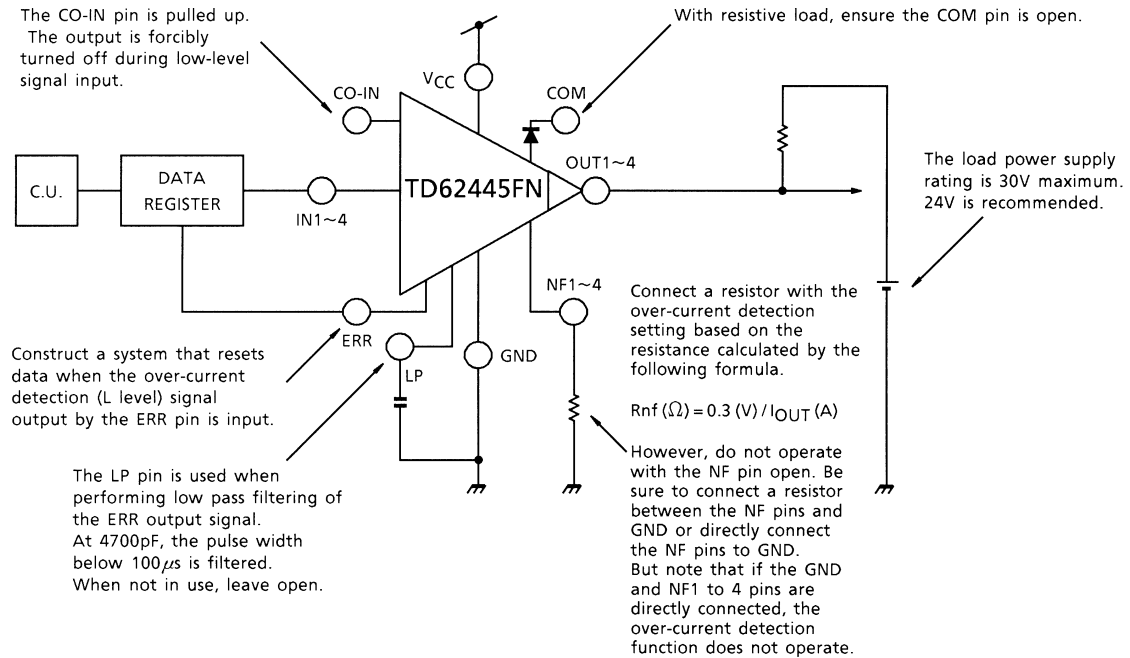 The CO-IN pin is pulled up.
The output is forcibly
turned off during low-level
signal input.
With resistive load, ensure the COM pin is open.
VCC
CO-IN
COM
C.U.
DATA
REGISTER
IN1~4
TD62445FN
OUT1~4
The load power supply
rating is 30V maximum.
24V is recommended.
NF1~4
ERR
LP
GND
Construct a system that resets
data when the over-current
detection (L level) signal
output by the ERR pin is input.
Connect a resistor with the
over-current detection
setting based on the
resistance calculated by the
following formula.
Rnf (Ω) = 0.3 (V) / IOUT (A)
The LP pin is used when
performing low pass filtering of
the ERR output signal.
At 4700pF, the pulse width
below 100μs is filtered.
When not in use, leave open.
However, do not operate
with the NF pin open. Be
sure to connect a resistor
between the NF pins and
GND or directly connect
the NF pins to GND.
But note that if the GND
and NF1 to 4 pins are
directly connected, the
over-current detection
function does not operate.